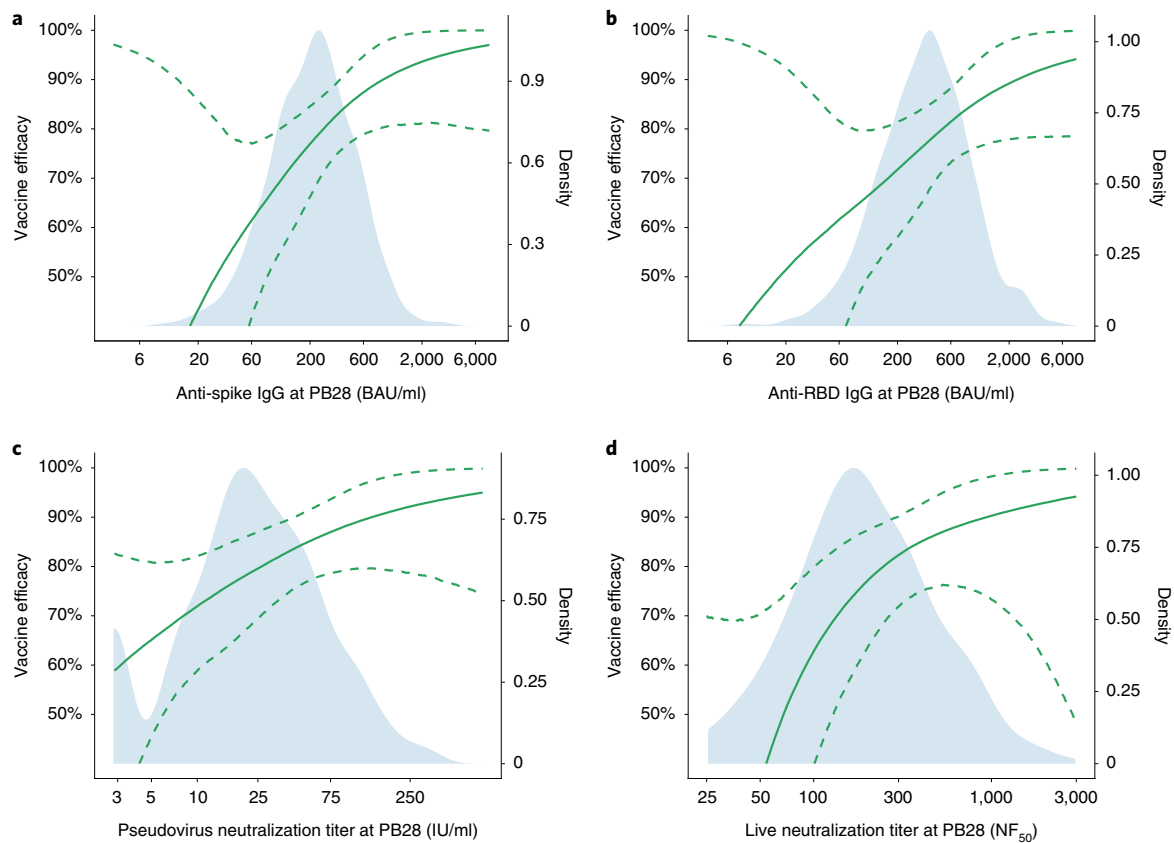 a
100%
90%
80%
70%
60%
50%
Vaccine efficacy
0.9
0.6
0.3
0
Density
6 20 60 200 600 2,000 6,000
Anti-spike IgG at PB28 (BAU/ml)
b
100%
90%
80%
70%
60%
50%
Vaccine efficacy
1.00
0.75
0.50
0.25
0
Density
6 20 60 200 600 2,000 6,000
Anti-RBD IgG at PB28 (BAU/ml)
c
100%
90%
80%
70%
60%
50%
Vaccine efficacy
0.75
0.50
0.25
0
Density
3 5 10 25 75 250
Pseudovirus neutralization titer at PB28 (IU/ml)
d
100%
90%
80%
70%
60%
50%
Vaccine efficacy
1.00
0.75
0.50
0.25
0
Density
25 50 100 300 1,000 3,000
Live neutralization titer at PB28 (NF50)